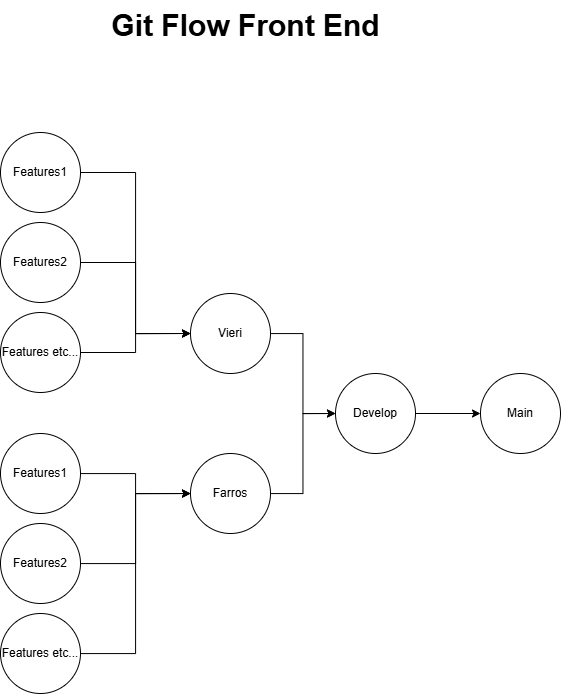 Git Flow Front End
Features1
Features2
Features etc...
Vieri
Develop
Main
Features1
Farros
Features2
Features etc...